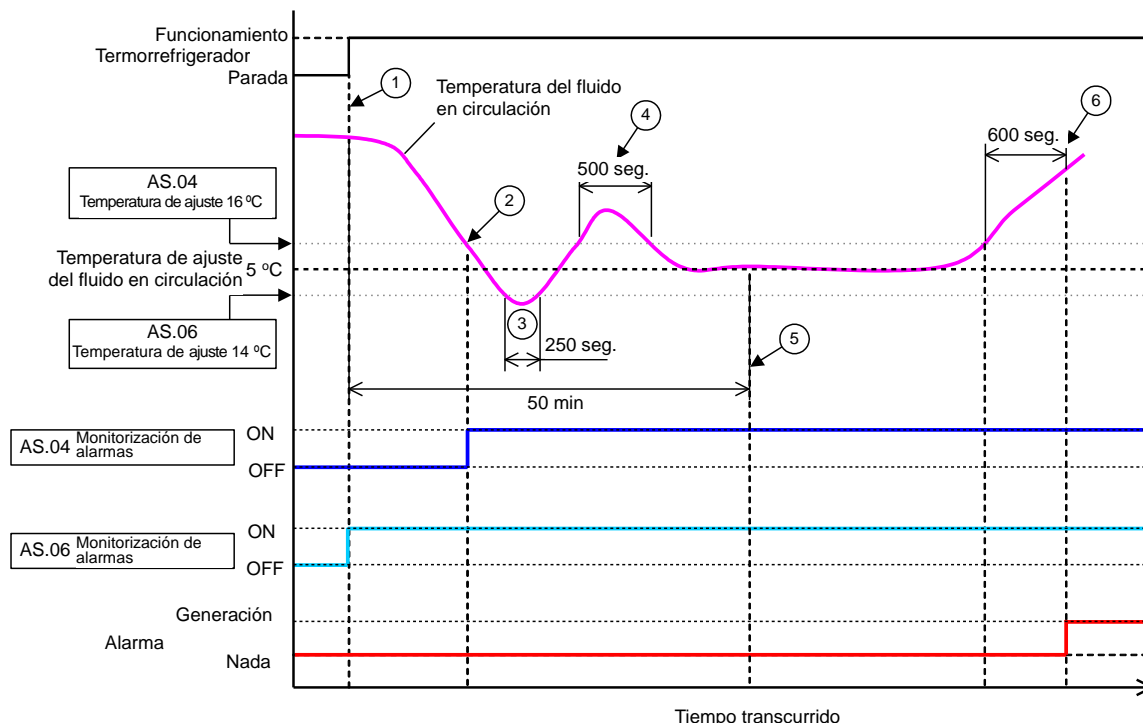 Funcionamiento
Termorrefrigerador
Parada
1
Temperatura del fluido
en circulación
4
6
500 seg.
600 seg.
AS.04
Temperatura de ajuste 16 ºC
2
Temperatura de ajuste
del fluido en circulación
5 ºC
AS.06
Temperatura de ajuste 14 ºC
3
250 seg.
5
50 min
AS.04 Monitorización de
alarmas
ON
OFF
AS.06 Monitorización de
alarmas
ON
OFF
Generación
Alarma
Nada
Tiempo transcurrido